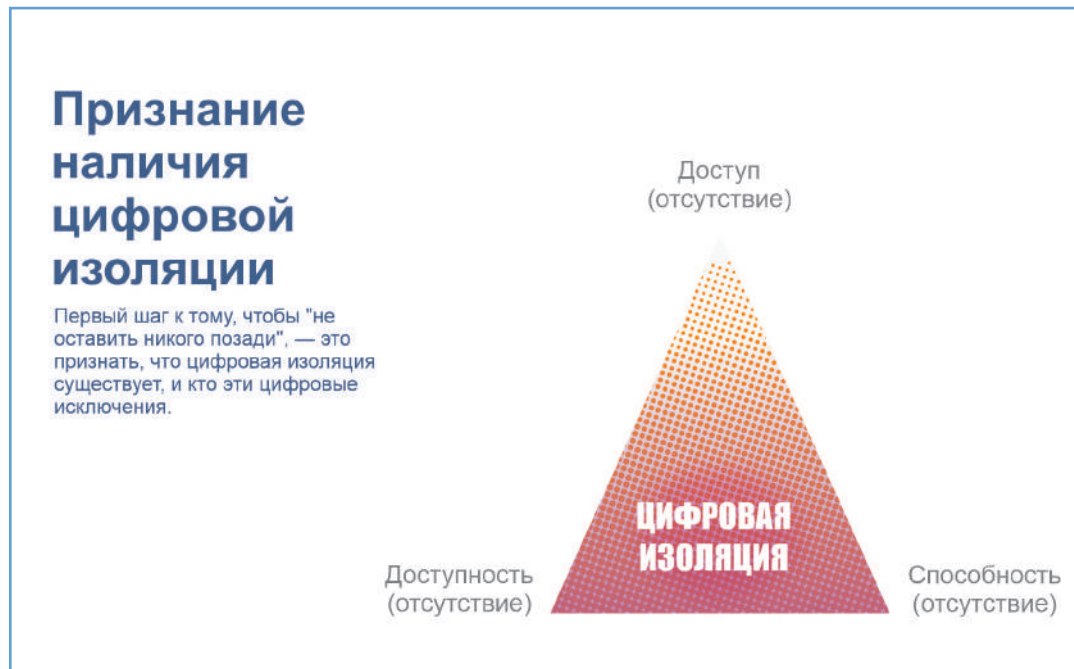 Признание
наличия
цифровой
изоляции
Первый шаг к тому, чтобы "не
оставить никого позади", — это
признать, что цифровая изоляция
существует, и кто эти цифровые
исключения.
Доступ
(отсутствие)
ЦИФРОВАЯ
ИЗОЛЯЦИЯ
Доступность
(отсутствие)
Способность
(отсутствие)